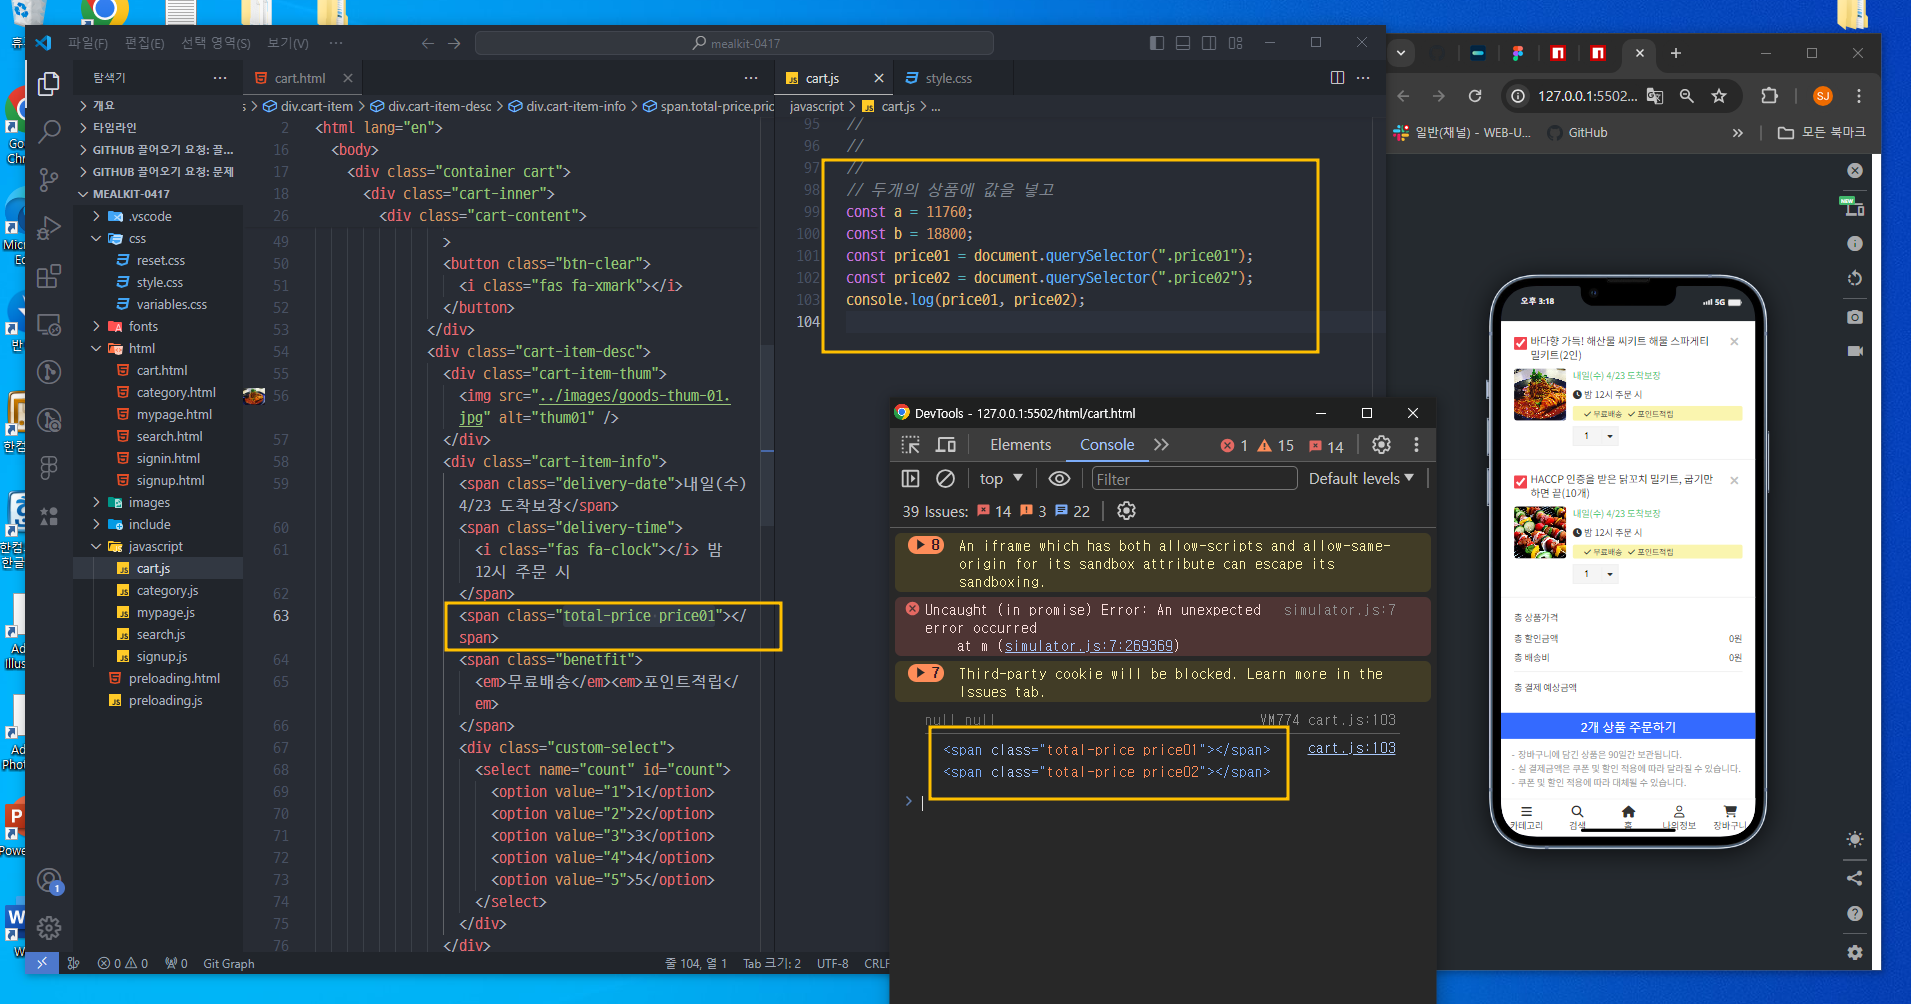 파일(F) 편집(E) 선택 영역(S) 보기(V) ··· mealkit-0417
탐색기 ···
개요
타임라인
GITHUB 끌어오기 요청: 끌...
GITHUB 끌어오기 요청: 문제
MEALKIT-0417
.vscode
css
reset.css
style.css
variables.css
fonts
html
cart.html
category.html
mypage.html
search.html
signin.html
signup.html
images
include
javascript
cart.js
category.js
mypage.js
search.js
signup.js
preloading.html
preloading.js
cart.html
div.cart-item > div.cart-item-desc > div.cart-item-info > span.total-price.pric
2 <html lang="en">
16 <body>
17 <div class="container cart">
18 <div class="cart-inner">
26 <div class="cart-content">
49 >
50 <button class="btn-clear">
51 <i class="fas fa-xmark"></i>
52 </button>
53 </div>
54 <div class="cart-item-desc">
55 <div class="cart-item-thum">
56 <img src="../images/goods-thum-01.
jpg" alt="thum01" />
57 </div>
58 <div class="cart-item-info">
59 <span class="delivery-date">내일(수)
4/23 도착보장</span>
60 <span class="delivery-time">
61 <i class="fas fa-clock"></i> 밤
12시 주문 시
62 </span>
63 <span class="total-price price01"></
span>
64 <span class="benetfit">
65 <em>무료배송</em><em>포인트적립</
em>
66 </span>
67 <div class="custom-select">
68 <select name="count" id="count">
69 <option value="1">1</option>
70 <option value="2">2</option>
71 <option value="3">3</option>
72 <option value="4">4</option>
73 <option value="5">5</option>
74 </select>
75 </div>
76 </div>
cart.js style.css
javascript > cart.js > ...
95 //
96 //
97 //
98 // 두개의 상품에 값을 넣고
99 const a = 11760;
100 const b = 18800;
101 const price01 = document.querySelector(".price01");
102 const price02 = document.querySelector(".price02");
103 console.log(price01, price02);
104
0 0 0 Git Graph 줄 104, 열 1 Tab 크기: 2 UTF-8 CRLF
DevTools - 127.0.0.1:5502/html/cart.html
Elements Console 1 15 14
top Filter Default levels
39 Issues: 14 3 22
8 An iframe which has both allow-scripts and allow-same-
origin for its sandbox attribute can escape its
sandboxing.
Uncaught (in promise) Error: An unexpected simulator.js:7
error occurred
at m (simulator.js:7:269369)
7 Third-party cookie will be blocked. Learn more in the
Issues tab.
null null VM774 cart.js:103
<span class="total-price price01"></span> cart.js:103
<span class="total-price price02"></span>
127.0.0.1:5502... SJ
일반(채널) - WEB-U... GitHub 모든 북마크
NEW
오후 3:18 5G
바다향 가득! 해산물 씨키트 해물 스파게티
밀키트(2인)
내일(수) 4/23 도착보장
밤 12시 주문 시
무료배송 포인트적립
1
HACCP 인증을 받은 닭꼬치 밀키트, 굽기만
하면 끝(10개)
내일(수) 4/23 도착보장
밤 12시 주문 시
무료배송 포인트적립
1
총 상품가격
총 할인금액 0원
총 배송비 0원
총 결제 예상금액
2개 상품 주문하기
- 장바구니에 담긴 상품은 90일간 보관됩니다.
- 실 결제금액은 쿠폰 및 할인 적용에 따라 달라질 수 있습니다.
- 쿠폰 및 할인 적용에 따라 대체될 수 있습니다.
카테고리 검색 홈 나의정보 장바구니